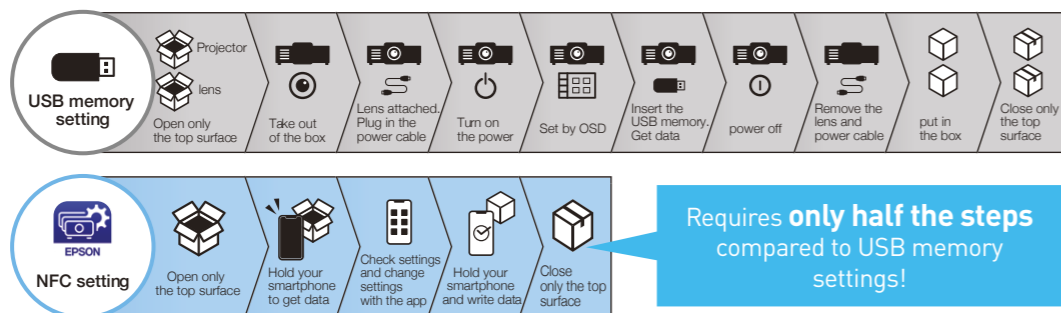 Projector
lens
USB memory
setting
Open only
the top surface
Take out
of the box
Lens attached.
Plug in the
power cable
Turn on
the power
Set by OSD
Insert the
USB memory.
Get data
power off
Remove the
lens and
power cable
put in
the box
Close only
the top
surface
EPSON
NFC setting
Open only
the top surface
Hold your
smartphone
to get data
Check settings
and change
settings
with the app
Hold your
smartphone
and write data
Close
only the top
surface
Requires only half the steps
compared to USB memory
settings!